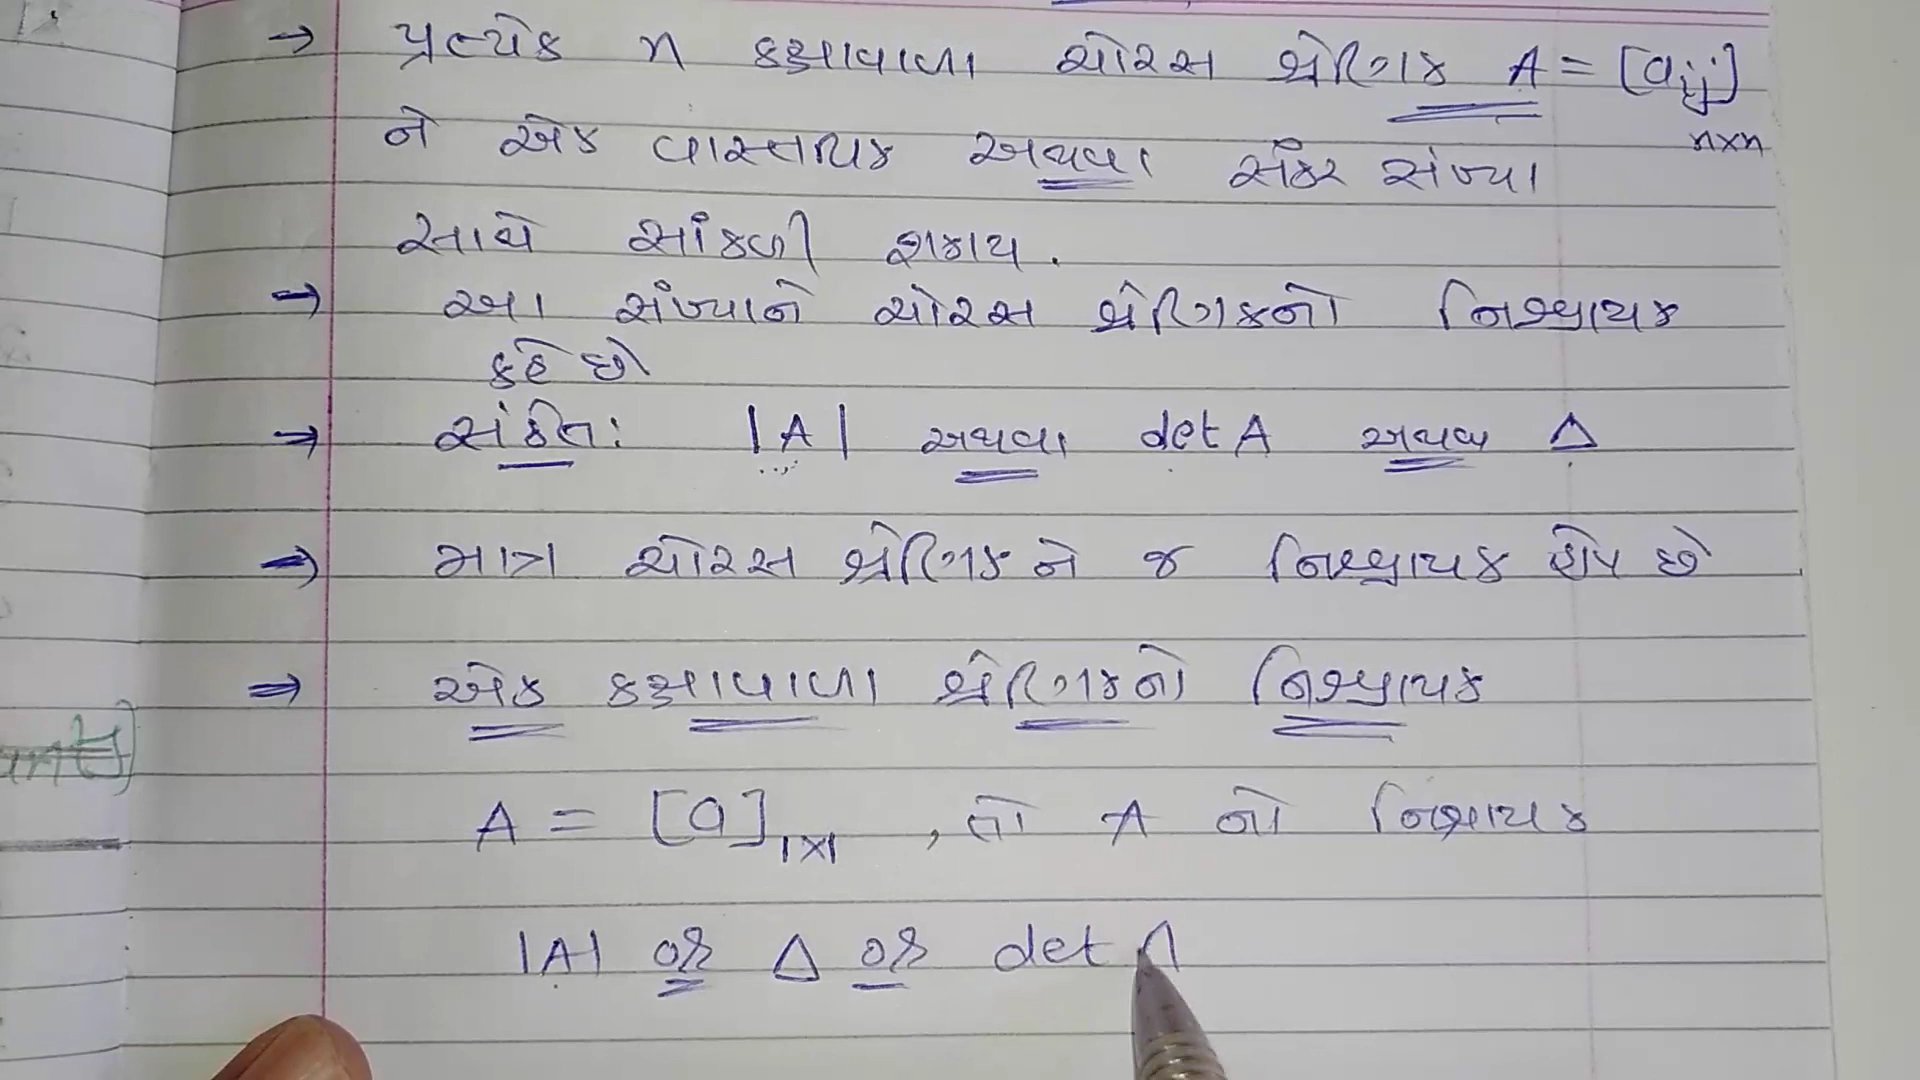 → પ્રત્યેક n કક્ષાવાળા ચોરસ શ્રેણિક A = [aij]n×n
ને એક વાસ્તવિક અથવા સંકર સંખ્યા
સાથે સાંકળી શકાય.
→ આ સંખ્યાને ચોરસ શ્રેણિકનો નિશ્ચાયક
કહે છે
→ સંકેત: |A| અથવા det A અથવા Δ
→ માત્ર ચોરસ શ્રેણિક ને જ નિશ્ચાયક હોય છે
→ એક કક્ષાવાળા શ્રેણિકનો નિશ્ચાયક
A = [a]1×1 , તો A નો નિશ્ચાયક
|A| or Δ or det A